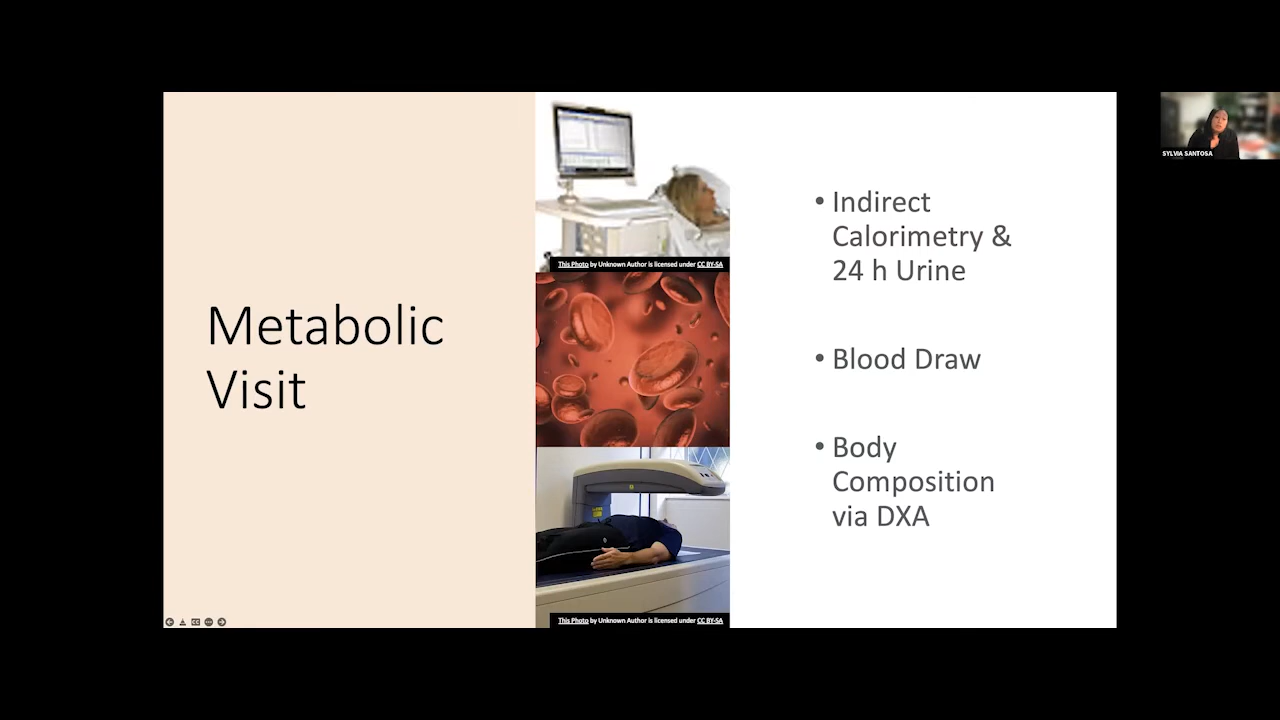 SYLVIA SANTOSA
Metabolic
Visit
This Photo by Unknown Author is licensed under CC BY-SA
This Photo by Unknown Author is licensed under CC BY-SA
• Indirect
Calorimetry &
24 h Urine
• Blood Draw
• Body
Composition
via DXA